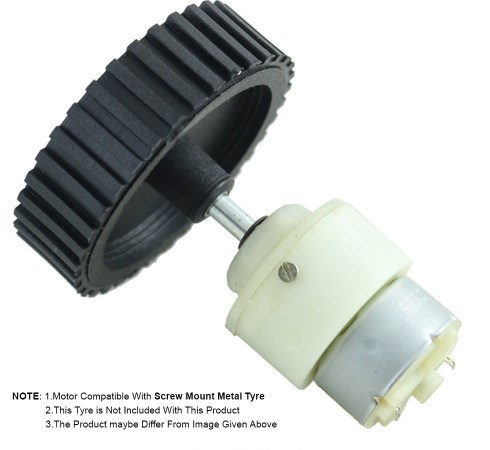 NOTE: 1.Motor Compatible With Screw Mount Metal Tyre
2.This Tyre is Not Included With This Product
3.The Product maybe Differ From Image Given Above